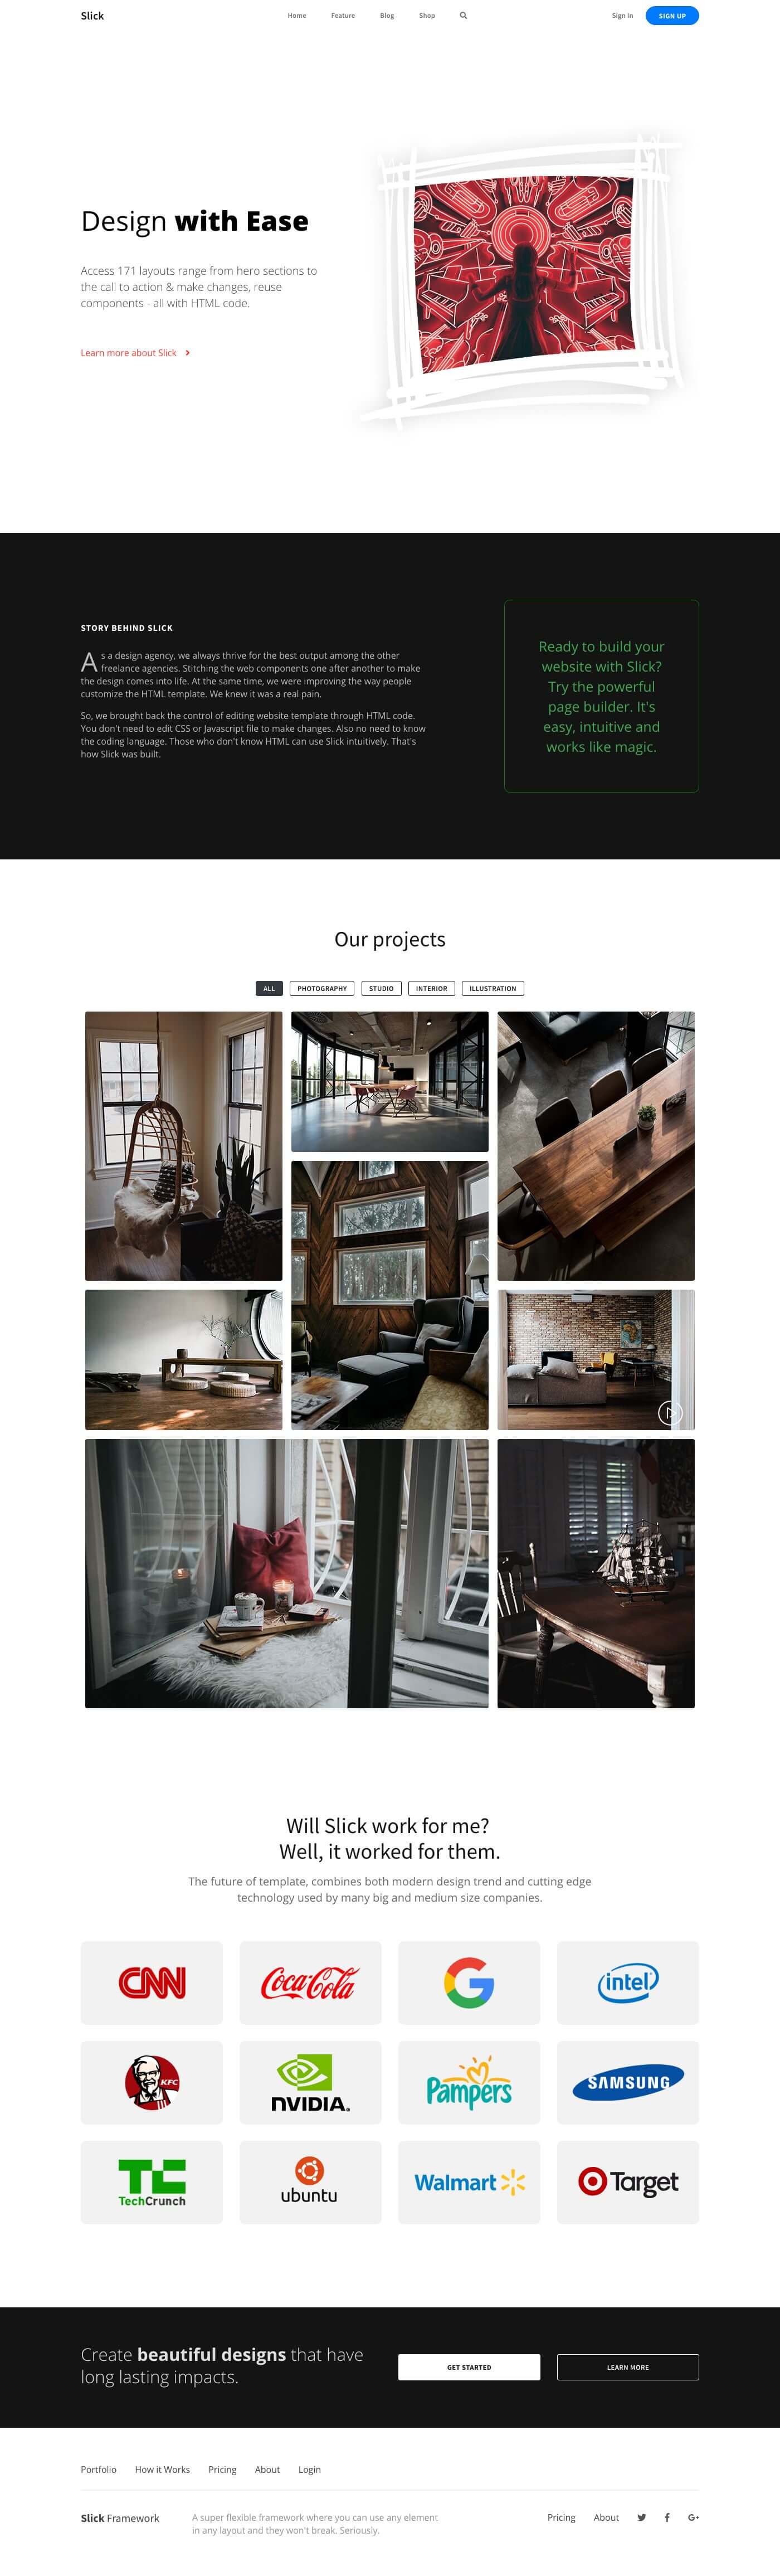 Slick
Home Feature Blog Shop
Sign In SIGN UP
Design with Ease
Access 171 layouts range from hero sections to
the call to action & make changes, reuse
components - all with HTML code.
Learn more about Slick
STORY BEHIND SLICK
As a design agency, we always thrive for the best output among the other
freelance agencies. Stitching the web components one after another to make
the design comes into life. At the same time, we were improving the way people
customize the HTML template. We knew it was a real pain.
So, we brought back the control of editing website template through HTML code.
You don't need to edit CSS or Javascript file to make changes. Also no need to know
the coding language. Those who don't know HTML can use Slick intuitively. That's
how Slick was built.
Ready to build your
website with Slick?
Try the powerful
page builder. It's
easy, intuitive and
works like magic.
Our projects
ALL PHOTOGRAPHY STUDIO INTERIOR ILLUSTRATION
Will Slick work for me?
Well, it worked for them.
The future of template, combines both modern design trend and cutting edge
technology used by many big and medium size companies.
CNN
Coca-Cola
G
intel
KFC
NVIDIA
Pampers
SAMSUNG
TC
TechCrunch
ubuntu
Walmart
Target
Create beautiful designs that have
long lasting impacts.
GET STARTED
LEARN MORE
Portfolio How it Works Pricing About Login
Slick Framework
A super flexible framework where you can use any element
in any layout and they won't break. Seriously.
Pricing About G+